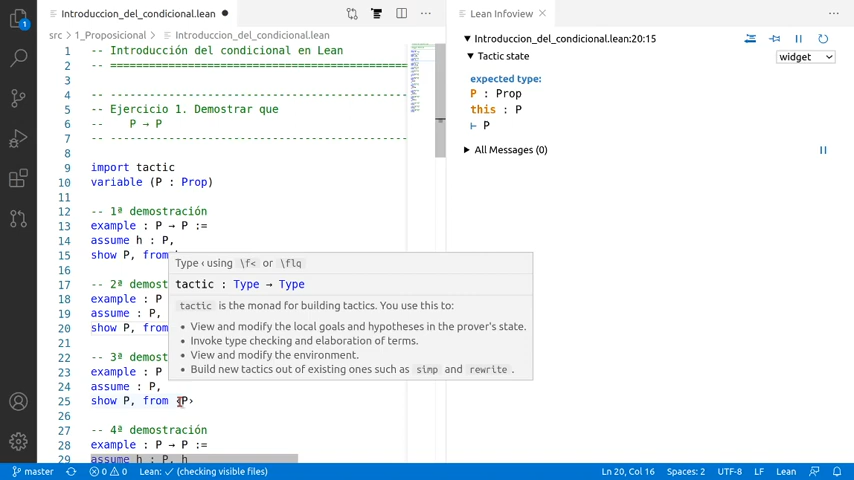 Introduccion_del_condicional.lean
Lean Infoview
src > 1_Proposicional > Introduccion_del_condicional.lean
1 -- Introducción del condicional en Lean
2 -- ==============================================
3
4 -- ----------------------------------------------
5 -- Ejercicio 1. Demostrar que
6 --    P → P
7 -- ----------------------------------------------
8
9 import tactic
10 variable (P : Prop)
11
12 -- 1ª demostración
13 example : P → P :=
14 assume h : P,
15 show P, from
16
17 -- 2ª demost
18 example : P
19 assume : P,
20 show P, from
21
22 -- 3ª demost
23 example : P
24 assume : P,
25 show P, from ‹P›
26
27 -- 4ª demostración
28 example : P → P :=
29 assume h : P, h
Type ‹ using \f< or \flq
tactic : Type → Type
tactic is the monad for building tactics. You use this to:
• View and modify the local goals and hypotheses in the prover's state.
• Invoke type checking and elaboration of terms.
• View and modify the environment.
• Build new tactics out of existing ones such as simp and rewrite.
Introduccion_del_condicional.lean:20:15
Tactic state
widget
expected type:
P : Prop
this : P
⊢ P
All Messages (0)
1
master
0 0
Lean: ✓ (checking visible files)
Ln 20, Col 16
Spaces: 2
UTF-8
LF
Lean